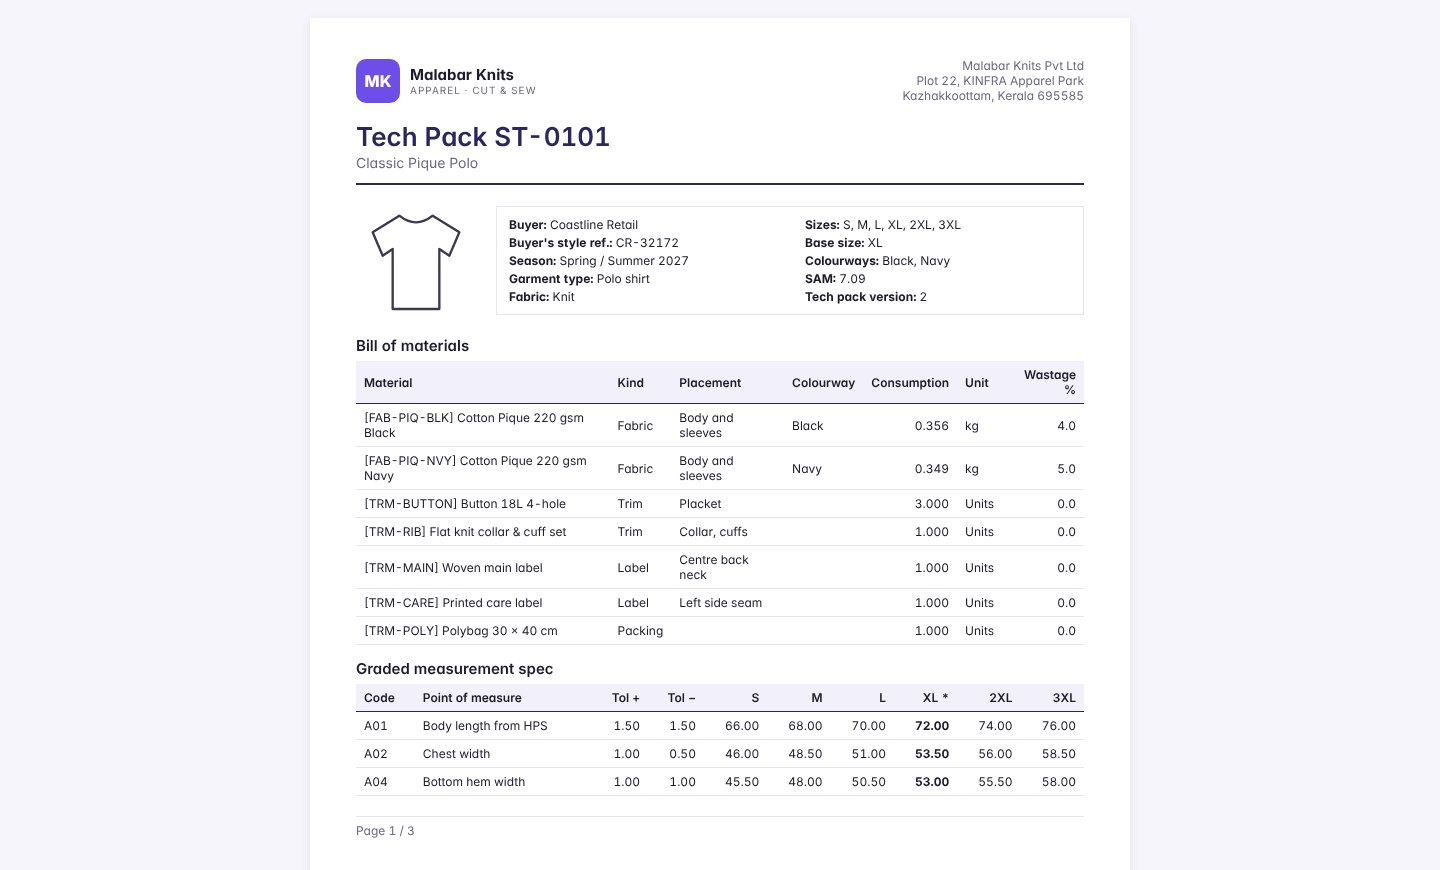 MK
Malabar Knits
APPAREL · CUT & SEW
Malabar Knits Pvt Ltd
Plot 22, KINFRA Apparel Park
Kazhakkoottam, Kerala 695585
Tech Pack ST-0101
Classic Pique Polo
Buyer: Coastline Retail
Buyer's style ref.: CR-32172
Season: Spring / Summer 2027
Garment type: Polo shirt
Fabric: Knit
Sizes: S, M, L, XL, 2XL, 3XL
Base size: XL
Colourways: Black, Navy
SAM: 7.09
Tech pack version: 2
Bill of materials
Material Kind Placement Colourway Consumption Unit Wastage %
[FAB-PIQ-BLK] Cotton Pique 220 gsm Black Fabric Body and sleeves Black 0.356 kg 4.0
[FAB-PIQ-NVY] Cotton Pique 220 gsm Navy Fabric Body and sleeves Navy 0.349 kg 5.0
[TRM-BUTTON] Button 18L 4-hole Trim Placket 3.000 Units 0.0
[TRM-RIB] Flat knit collar & cuff set Trim Collar, cuffs 1.000 Units 0.0
[TRM-MAIN] Woven main label Label Centre back neck 1.000 Units 0.0
[TRM-CARE] Printed care label Label Left side seam 1.000 Units 0.0
[TRM-POLY] Polybag 30 × 40 cm Packing 1.000 Units 0.0
Graded measurement spec
Code Point of measure Tol + Tol − S M L XL * 2XL 3XL
A01 Body length from HPS 1.50 1.50 66.00 68.00 70.00 72.00 74.00 76.00
A02 Chest width 1.00 0.50 46.00 48.50 51.00 53.50 56.00 58.50
A04 Bottom hem width 1.00 1.00 45.50 48.00 50.50 53.00 55.50 58.00
Page 1 / 3